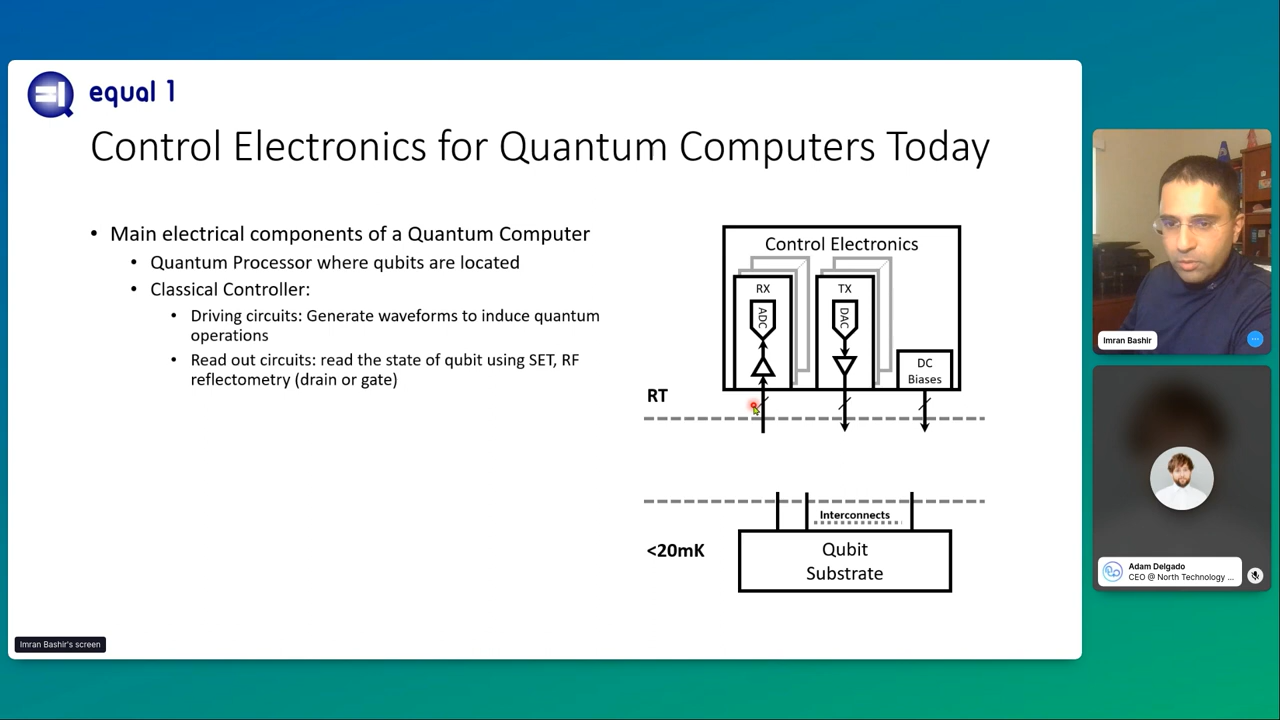 equal 1
Control Electronics for Quantum Computers Today
• Main electrical components of a Quantum Computer
• Quantum Processor where qubits are located
• Classical Controller:
• Driving circuits: Generate waveforms to induce quantum
operations
• Read out circuits: read the state of qubit using SET, RF
reflectometry (drain or gate)
Control Electronics
RX
TX
ADC
DAC
DC
Biases
RT
Interconnects
<20mK
Qubit
Substrate
Imran Bashir's screen
Imran Bashir
Adam Delgado
CEO @ North Technology ...